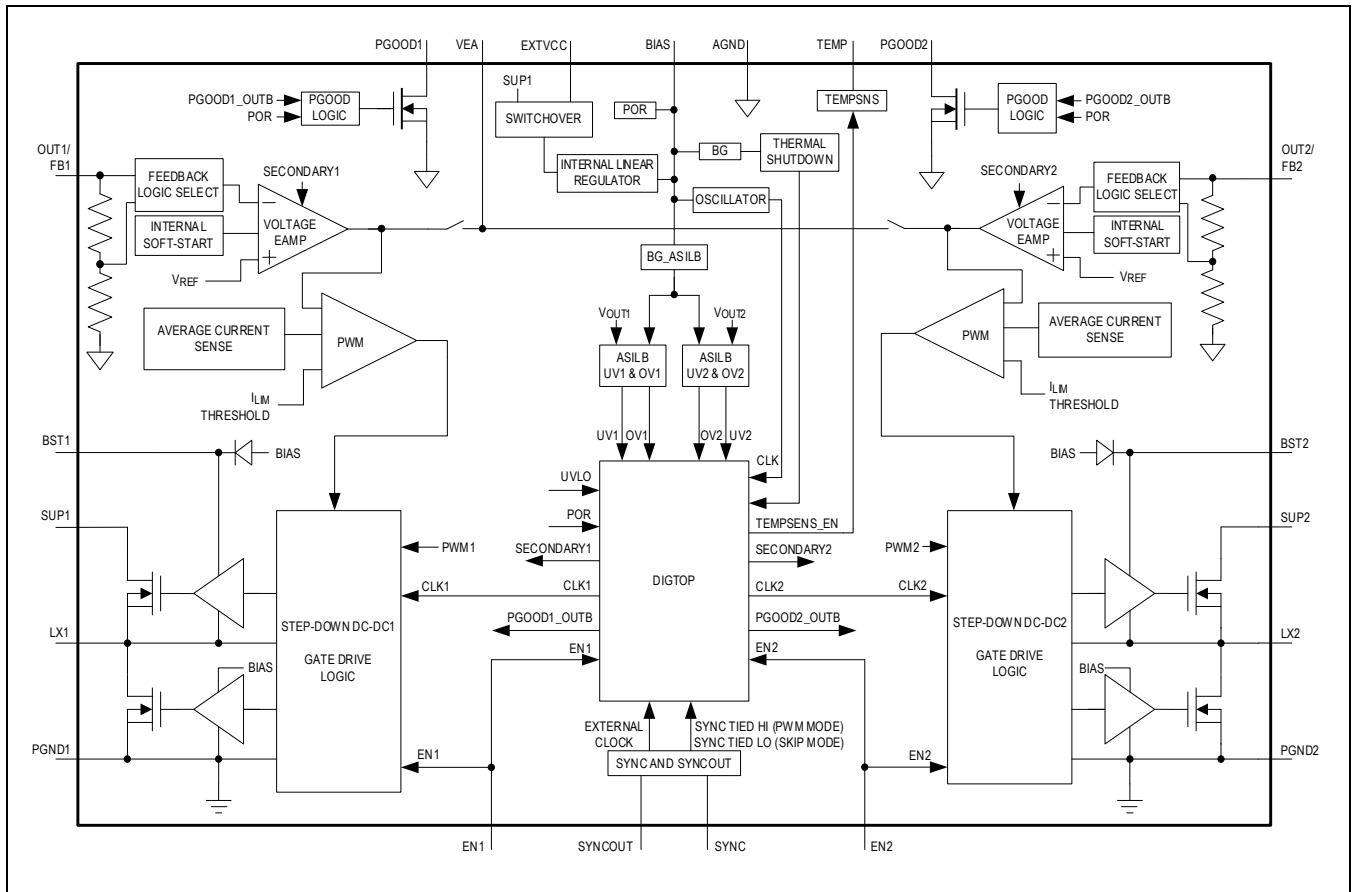 PGOOD1
VEA
EXTVCC
BIAS
AGND
TEMP
PGOOD2
SUP1
PGOOD1_OUTB
POR
PGOOD
LOGIC
SWITCHOVER
POR
TEMPSNS
PGOOD
LOGIC
PGOOD2_OUTB
POR
OUT1/
FB1
FEEDBACK
LOGIC SELECT
SECONDARY1
INTERNAL LINEAR
REGULATOR
BG
THERMAL
SHUTDOWN
OSCILLATOR
SECONDARY2
FEEDBACK
LOGIC SELECT
OUT2/
FB2
INTERNAL
SOFT-START
VOLTAGE
EAMP
−
+
VREF
BG_ASILB
VOLTAGE
EAMP
−
+
INTERNAL
SOFT-START
VREF
AVERAGE CURRENT
SENSE
PWM
ILIM
THRESHOLD
VOUT1
VOUT2
ASILB
UV1 & OV1
ASILB
UV2 & OV2
PWM
AVERAGE CURRENT
SENSE
ILIM
THRESHOLD
UV1
OV1
OV2
UV2
BST1
BIAS
CLK
BIAS
BST2
UVLO
POR
SUP1
TEMPSENS_EN
SUP2
PWM1
SECONDARY1
SECONDARY2
PWM2
DIGTOP
CLK1
CLK1
CLK2
CLK2
LX1
STEP-DOWN DC-DC1
GATE DRIVE
LOGIC
PGOOD1_OUTB
PGOOD2_OUTB
STEP-DOWN DC-DC2
GATE DRIVE
LOGIC
LX2
BIAS
EN1
EN2
BIAS
EXTERNAL
CLOCK
SYNC TIED HI (PWM MODE)
SYNC TIED LO (SKIP MODE)
PGND1
EN1
SYNC AND SYNCOUT
EN2
PGND2
EN1
SYNCOUT
SYNC
EN2